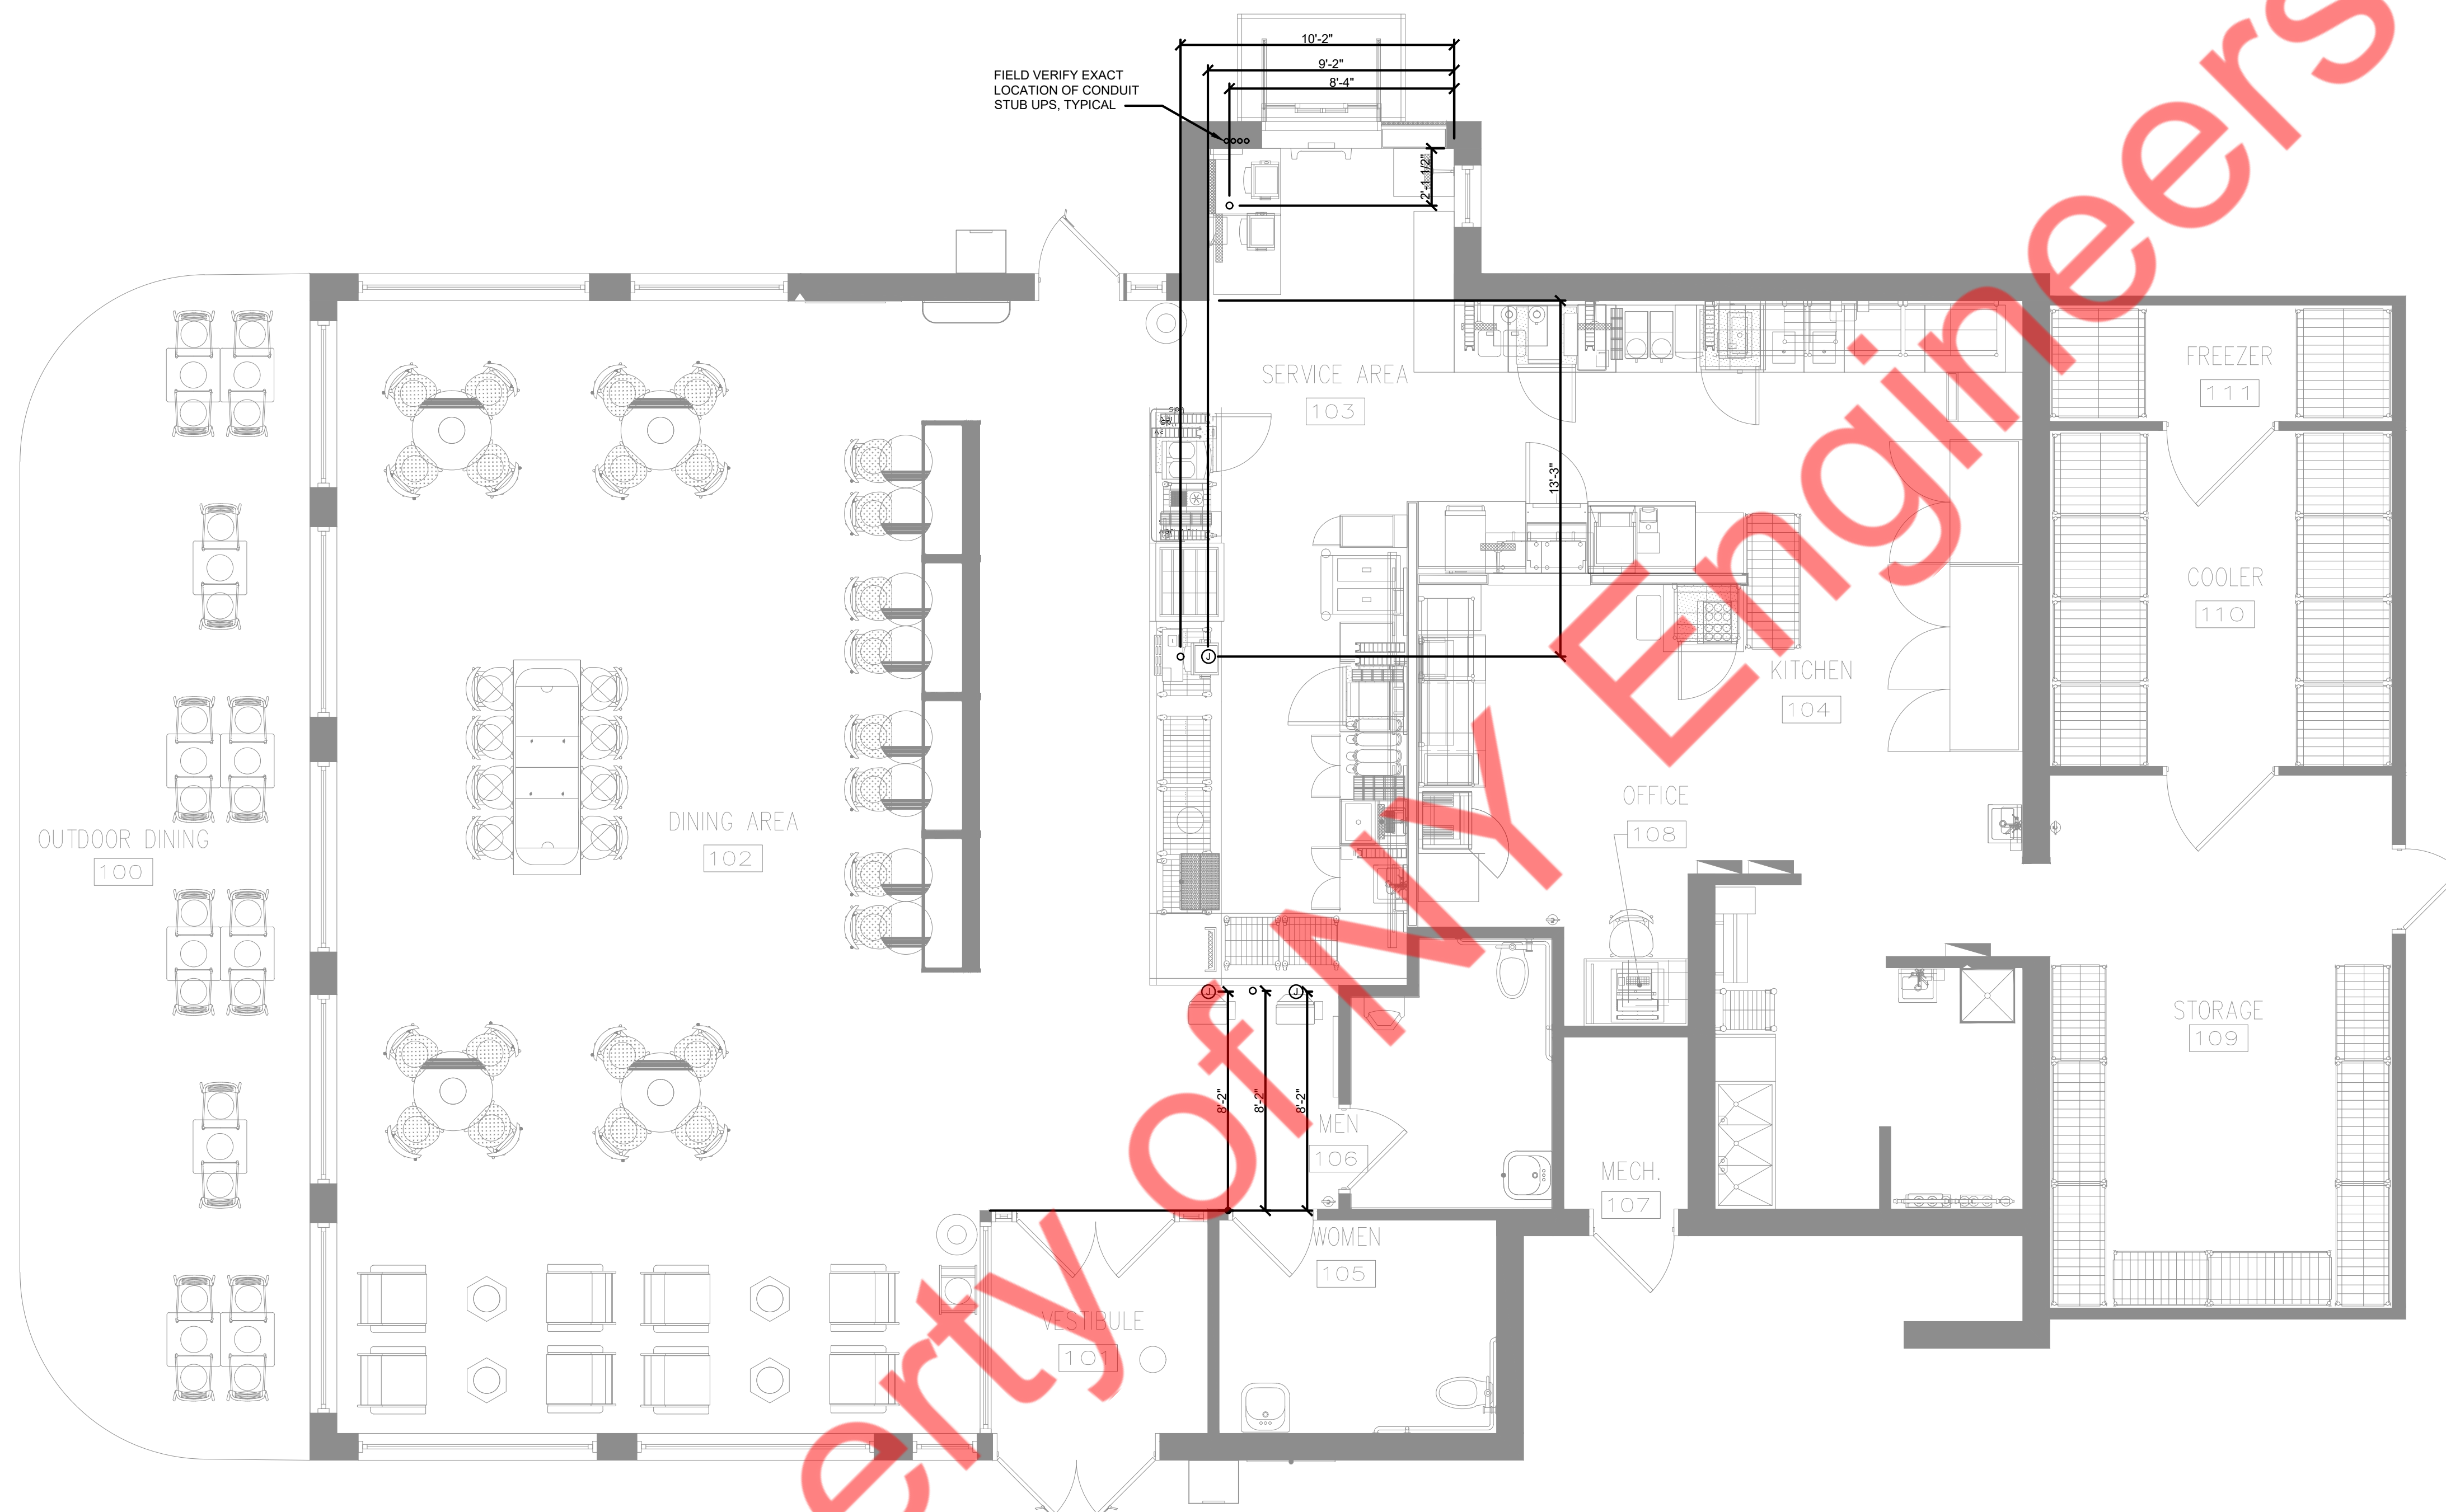 10'-2"
9'-2"
8'-4"
FIELD VERIFY EXACT
LOCATION OF CONDUIT
STUB UPS, TYPICAL
2'-1 1/2"
SERVICE AREA
103
FREEZER
111
13'-3"
COOLER
110
J
KITCHEN
104
OFFICE
108
DINING AREA
102
OUTDOOR DINING
100
J
J
STORAGE
109
8'-2"
8'-2"
8'-2"
MEN
106
MECH.
107
WOMEN
105
VESTIBULE
101
erty of NY Engineers